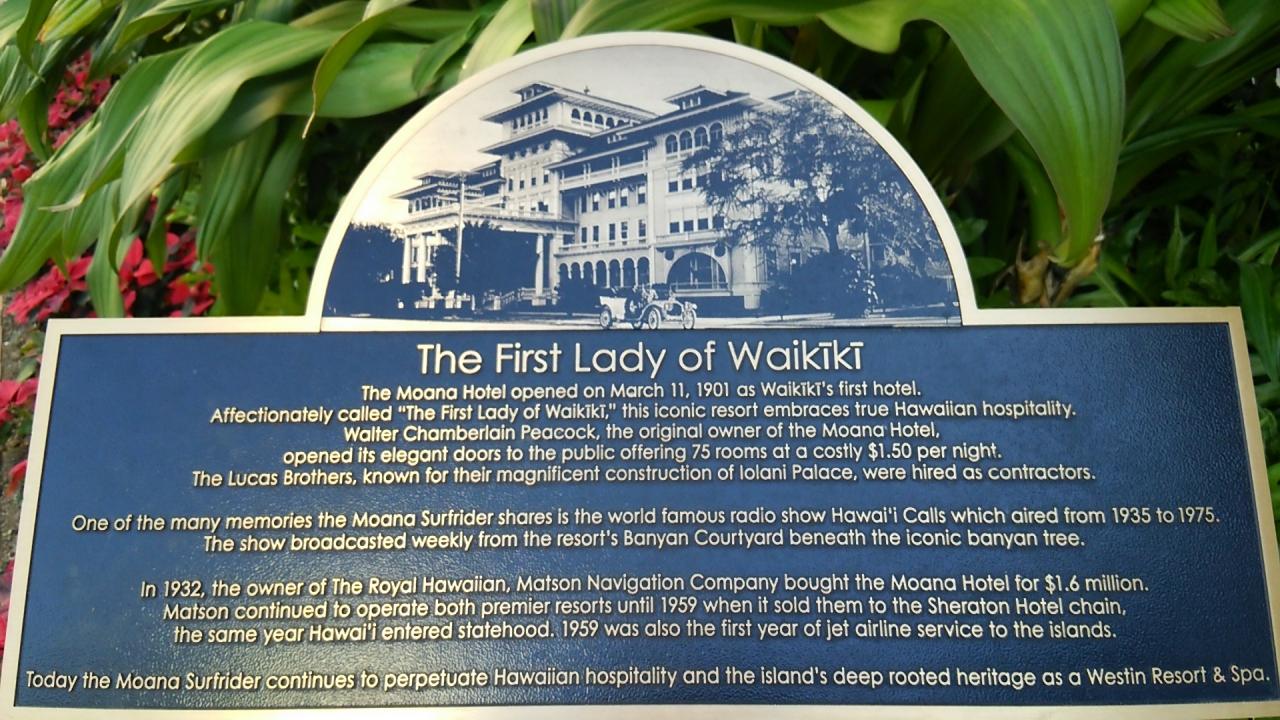 The First Lady of Waikīkī
The Moana Hotel opened on March 11, 1901 as Waikīkī's first hotel.
Affectionately called "The First Lady of Waikīkī," this iconic resort embraces true Hawaiian hospitality.
Walter Chamberlain Peacock, the original owner of the Moana Hotel,
opened its elegant doors to the public offering 75 rooms at a costly $1.50 per night.
The Lucas Brothers, known for their magnificent construction of Iolani Palace, were hired as contractors.
One of the many memories the Moana Surfrider shares is the world famous radio show Hawai'i Calls which aired from 1935 to 1975.
The show broadcasted weekly from the resort's Banyan Courtyard beneath the iconic banyan tree.
In 1932, the owner of The Royal Hawaiian, Matson Navigation Company bought the Moana Hotel for $1.6 million.
Matson continued to operate both premier resorts until 1959 when it sold them to the Sheraton Hotel chain,
the same year Hawai'i entered statehood. 1959 was also the first year of jet airline service to the islands.
Today the Moana Surfrider continues to perpetuate Hawaiian hospitality and the island's deep rooted heritage as a Westin Resort & Spa.